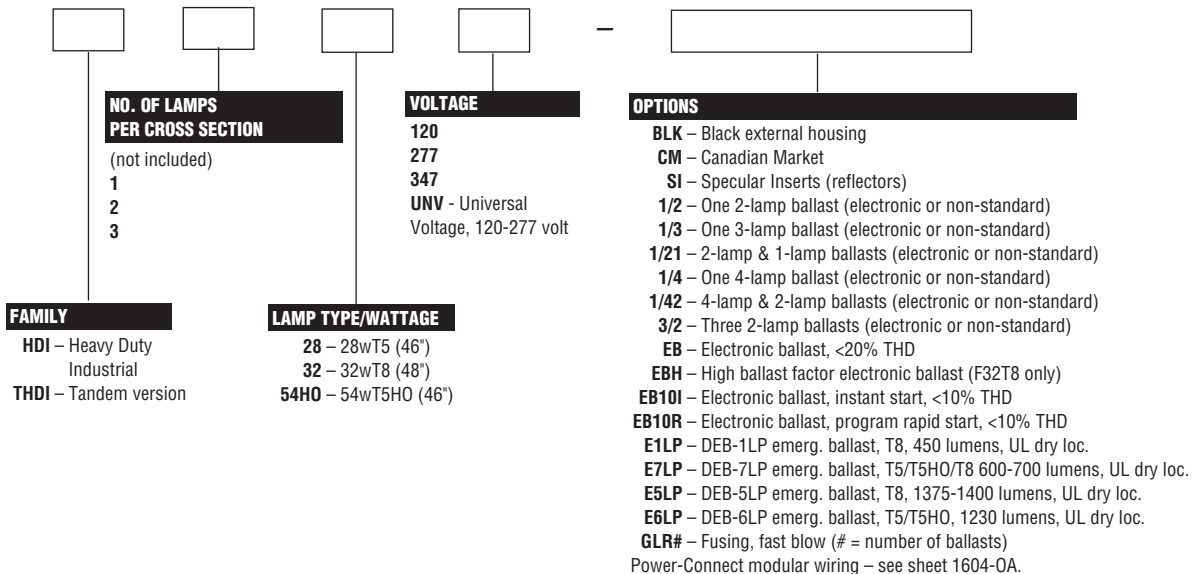 –
NO. OF LAMPS
PER CROSS SECTION
(not included)
1
2
3
VOLTAGE
120
277
347
UNV - Universal
Voltage, 120-277 volt
OPTIONS
BLK – Black external housing
CM – Canadian Market
SI – Specular Inserts (reflectors)
1/2 – One 2-lamp ballast (electronic or non-standard)
1/3 – One 3-lamp ballast (electronic or non-standard)
1/21 – 2-lamp & 1-lamp ballasts (electronic or non-standard)
1/4 – One 4-lamp ballast (electronic or non-standard)
1/42 – 4-lamp & 2-lamp ballasts (electronic or non-standard)
3/2 – Three 2-lamp ballasts (electronic or non-standard)
EB – Electronic ballast, <20% THD
EBH – High ballast factor electronic ballast (F32T8 only)
EB10I – Electronic ballast, instant start, <10% THD
EB10R – Electronic ballast, program rapid start, <10% THD
E1LP – DEB-1LP emerg. ballast, T8, 450 lumens, UL dry loc.
E7LP – DEB-7LP emerg. ballast, T5/T5HO/T8 600-700 lumens, UL dry loc.
E5LP – DEB-5LP emerg. ballast, T8, 1375-1400 lumens, UL dry loc.
E6LP – DEB-6LP emerg. ballast, T5/T5HO, 1230 lumens, UL dry loc.
GLR# – Fusing, fast blow (# = number of ballasts)
Power-Connect modular wiring – see sheet 1604-OA.
FAMILY
HDI – Heavy Duty
Industrial
THDI – Tandem version
LAMP TYPE/WATTAGE
28 – 28wT5 (46")
32 – 32wT8 (48")
54HO – 54wT5HO (46")